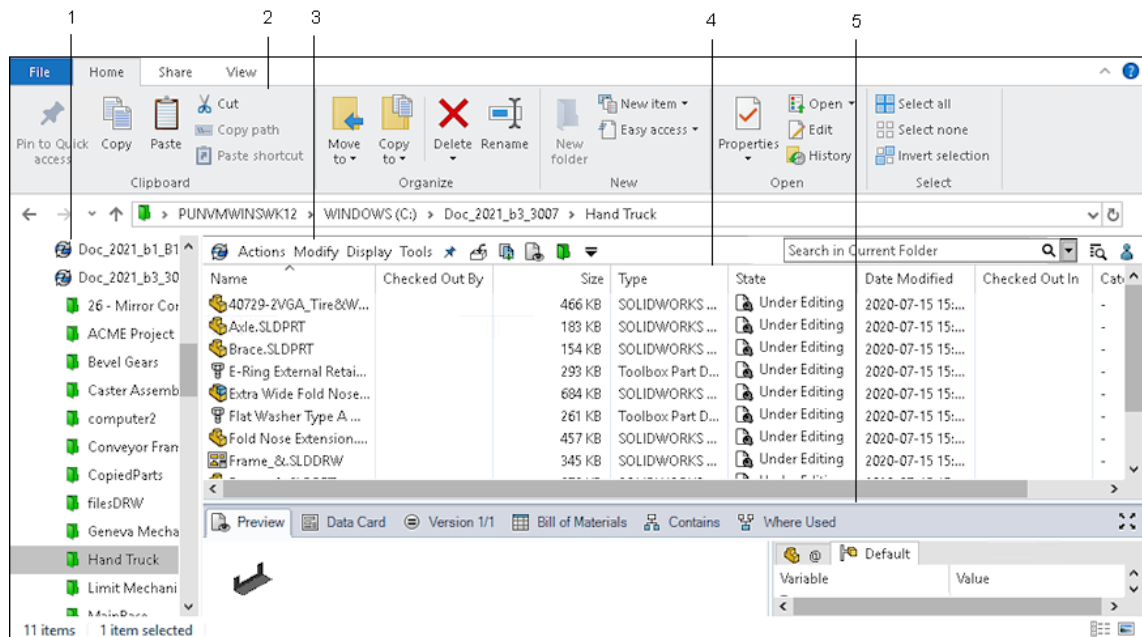 1 2 3 4 5
File Home Share View
Pin to Quick access
Copy
Paste
Cut
Copy path
Paste shortcut
Clipboard
Move to
Copy to
Delete
Rename
Organize
New folder
New item
Easy access
New
Properties
Open
Edit
History
Open
Select all
Select none
Invert selection
Select
PUNVMWINSWK12 > WINDOWS (C:) > Doc_2021_b3_3007 > Hand Truck
Doc_2021_b1_B1
Doc_2021_b3_30
26 - Mirror Cor
ACME Project
Bevel Gears
Caster Assemb
computer2
Conveyor Fran
CopiedParts
filesDRW
Geneva Mecha
Hand Truck
Limit Mechani
Actions Modify Display Tools
Search in Current Folder
Name Checked Out By Size Type State Date Modified Checked Out In Cat
40729-2VGA_Tire&W... 466 KB SOLIDWORKS ... Under Editing 2020-07-15 15:... -
Axle.SLDPRT 183 KB SOLIDWORKS ... Under Editing 2020-07-15 15:... -
Brace.SLDPRT 154 KB SOLIDWORKS ... Under Editing 2020-07-15 15:... -
E-Ring External Retai... 293 KB Toolbox Part D... Under Editing 2020-07-15 15:... -
Extra Wide Fold Nose... 684 KB SOLIDWORKS ... Under Editing 2020-07-15 15:... -
Flat Washer Type A ... 261 KB Toolbox Part D... Under Editing 2020-07-15 15:... -
Fold Nose Extension.... 457 KB SOLIDWORKS ... Under Editing 2020-07-15 15:... -
Frame_&.SLDDRW 345 KB SOLIDWORKS ... Under Editing 2020-07-15 15:... -
Preview Data Card Version 1/1 Bill of Materials Contains Where Used
@ Default
Variable Value
11 items 1 item selected